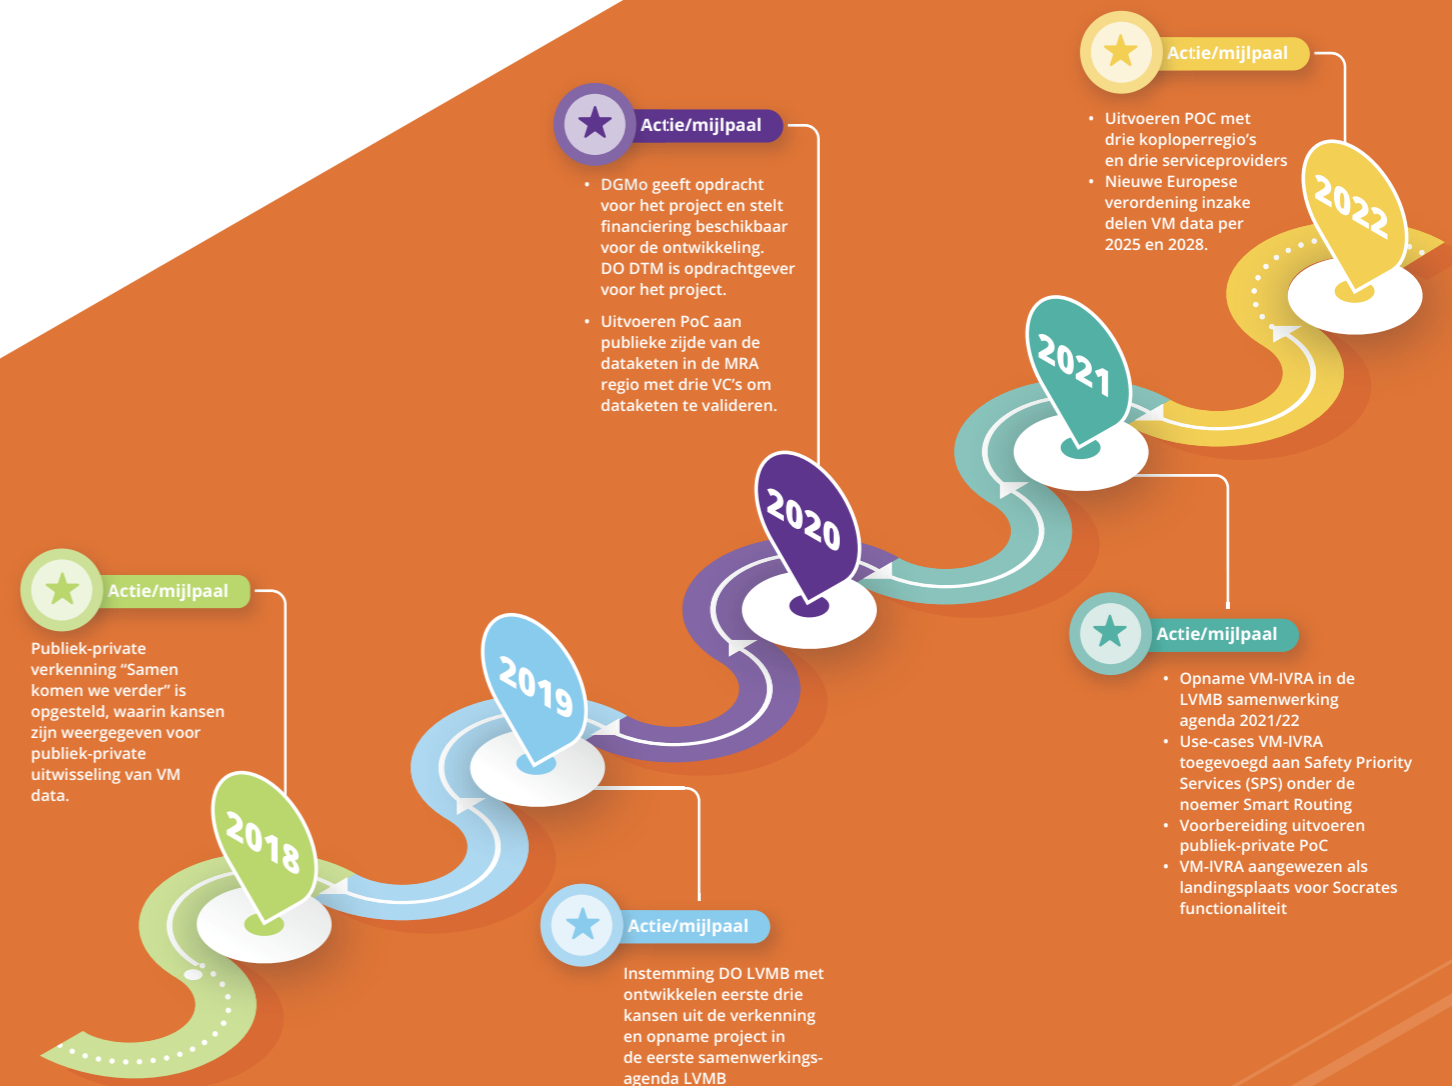 Actie/mijlpaal
Publiek-private
verkenning “Samen
komen we verder” is
opgesteld, waarin kansen
zijn weergegeven voor
publiek-private
uitwisseling van VM
data.
2018
2019
Actie/mijlpaal
Instemming DO LVMB met
ontwikkelen eerste drie
kansen uit de verkenning
en opname project in
de eerste samenwerkings-
agenda LVMB
Actie/mijlpaal
• DGMo geeft opdracht
voor het project en stelt
financiering beschikbaar
voor de ontwikkeling.
DO DTM is opdrachtgever
voor het project.
• Uitvoeren PoC aan
publieke zijde van de
dataketen in de MRA
regio met drie VC’s om
dataketen te valideren.
2020
2021
Actie/mijlpaal
• Opname VM-IVRA in de
LVMB samenwerking
agenda 2021/22
• Use-cases VM-IVRA
toegevoegd aan Safety Priority
Services (SPS) onder de
noemer Smart Routing
• Voorbereiding uitvoeren
publiek-private PoC
• VM-IVRA aangewezen als
landingsplaats voor Socrates
functionaliteit
Actie/mijlpaal
• Uitvoeren POC met
drie koploperregio’s
en drie serviceproviders
• Nieuwe Europese
verordening inzake
delen VM data per
2025 en 2028.
2022